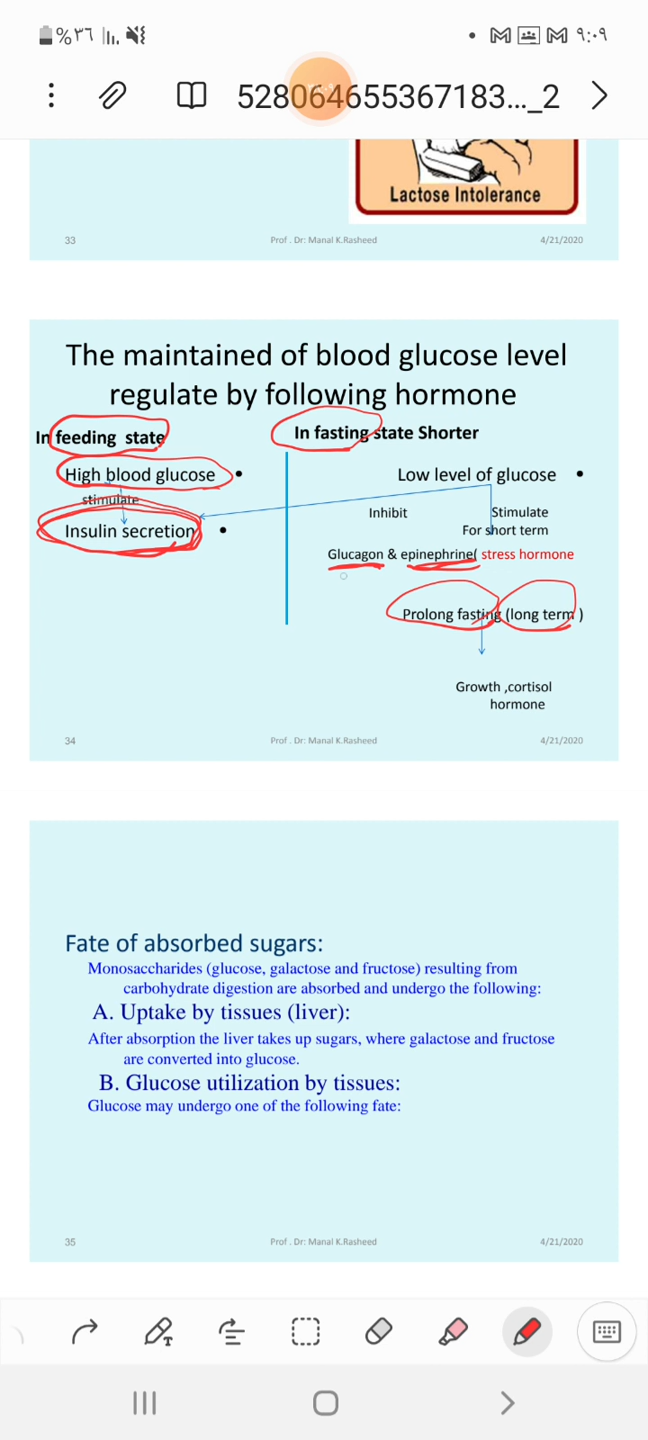 %٣٦
٩:٠٩
528064655367183..._2
Lactose Intolerance
33
Prof . Dr: Manal K.Rasheed
4/21/2020
The maintained of blood glucose level
regulate by following hormone
In feeding state
High blood glucose •
stimulate
Insulin secretion •
In fasting state Shorter
Low level of glucose •
Inhibit
Stimulate
For short term
Glucagon & epinephrine( stress hormone
Prolong fasting (long term )
Growth ,cortisol
hormone
34
Prof . Dr: Manal K.Rasheed
4/21/2020
Fate of absorbed sugars:
Monosaccharides (glucose, galactose and fructose) resulting from
carbohydrate digestion are absorbed and undergo the following:
A. Uptake by tissues (liver):
After absorption the liver takes up sugars, where galactose and fructose
are converted into glucose.
B. Glucose utilization by tissues:
Glucose may undergo one of the following fate:
35
Prof . Dr: Manal K.Rasheed
4/21/2020